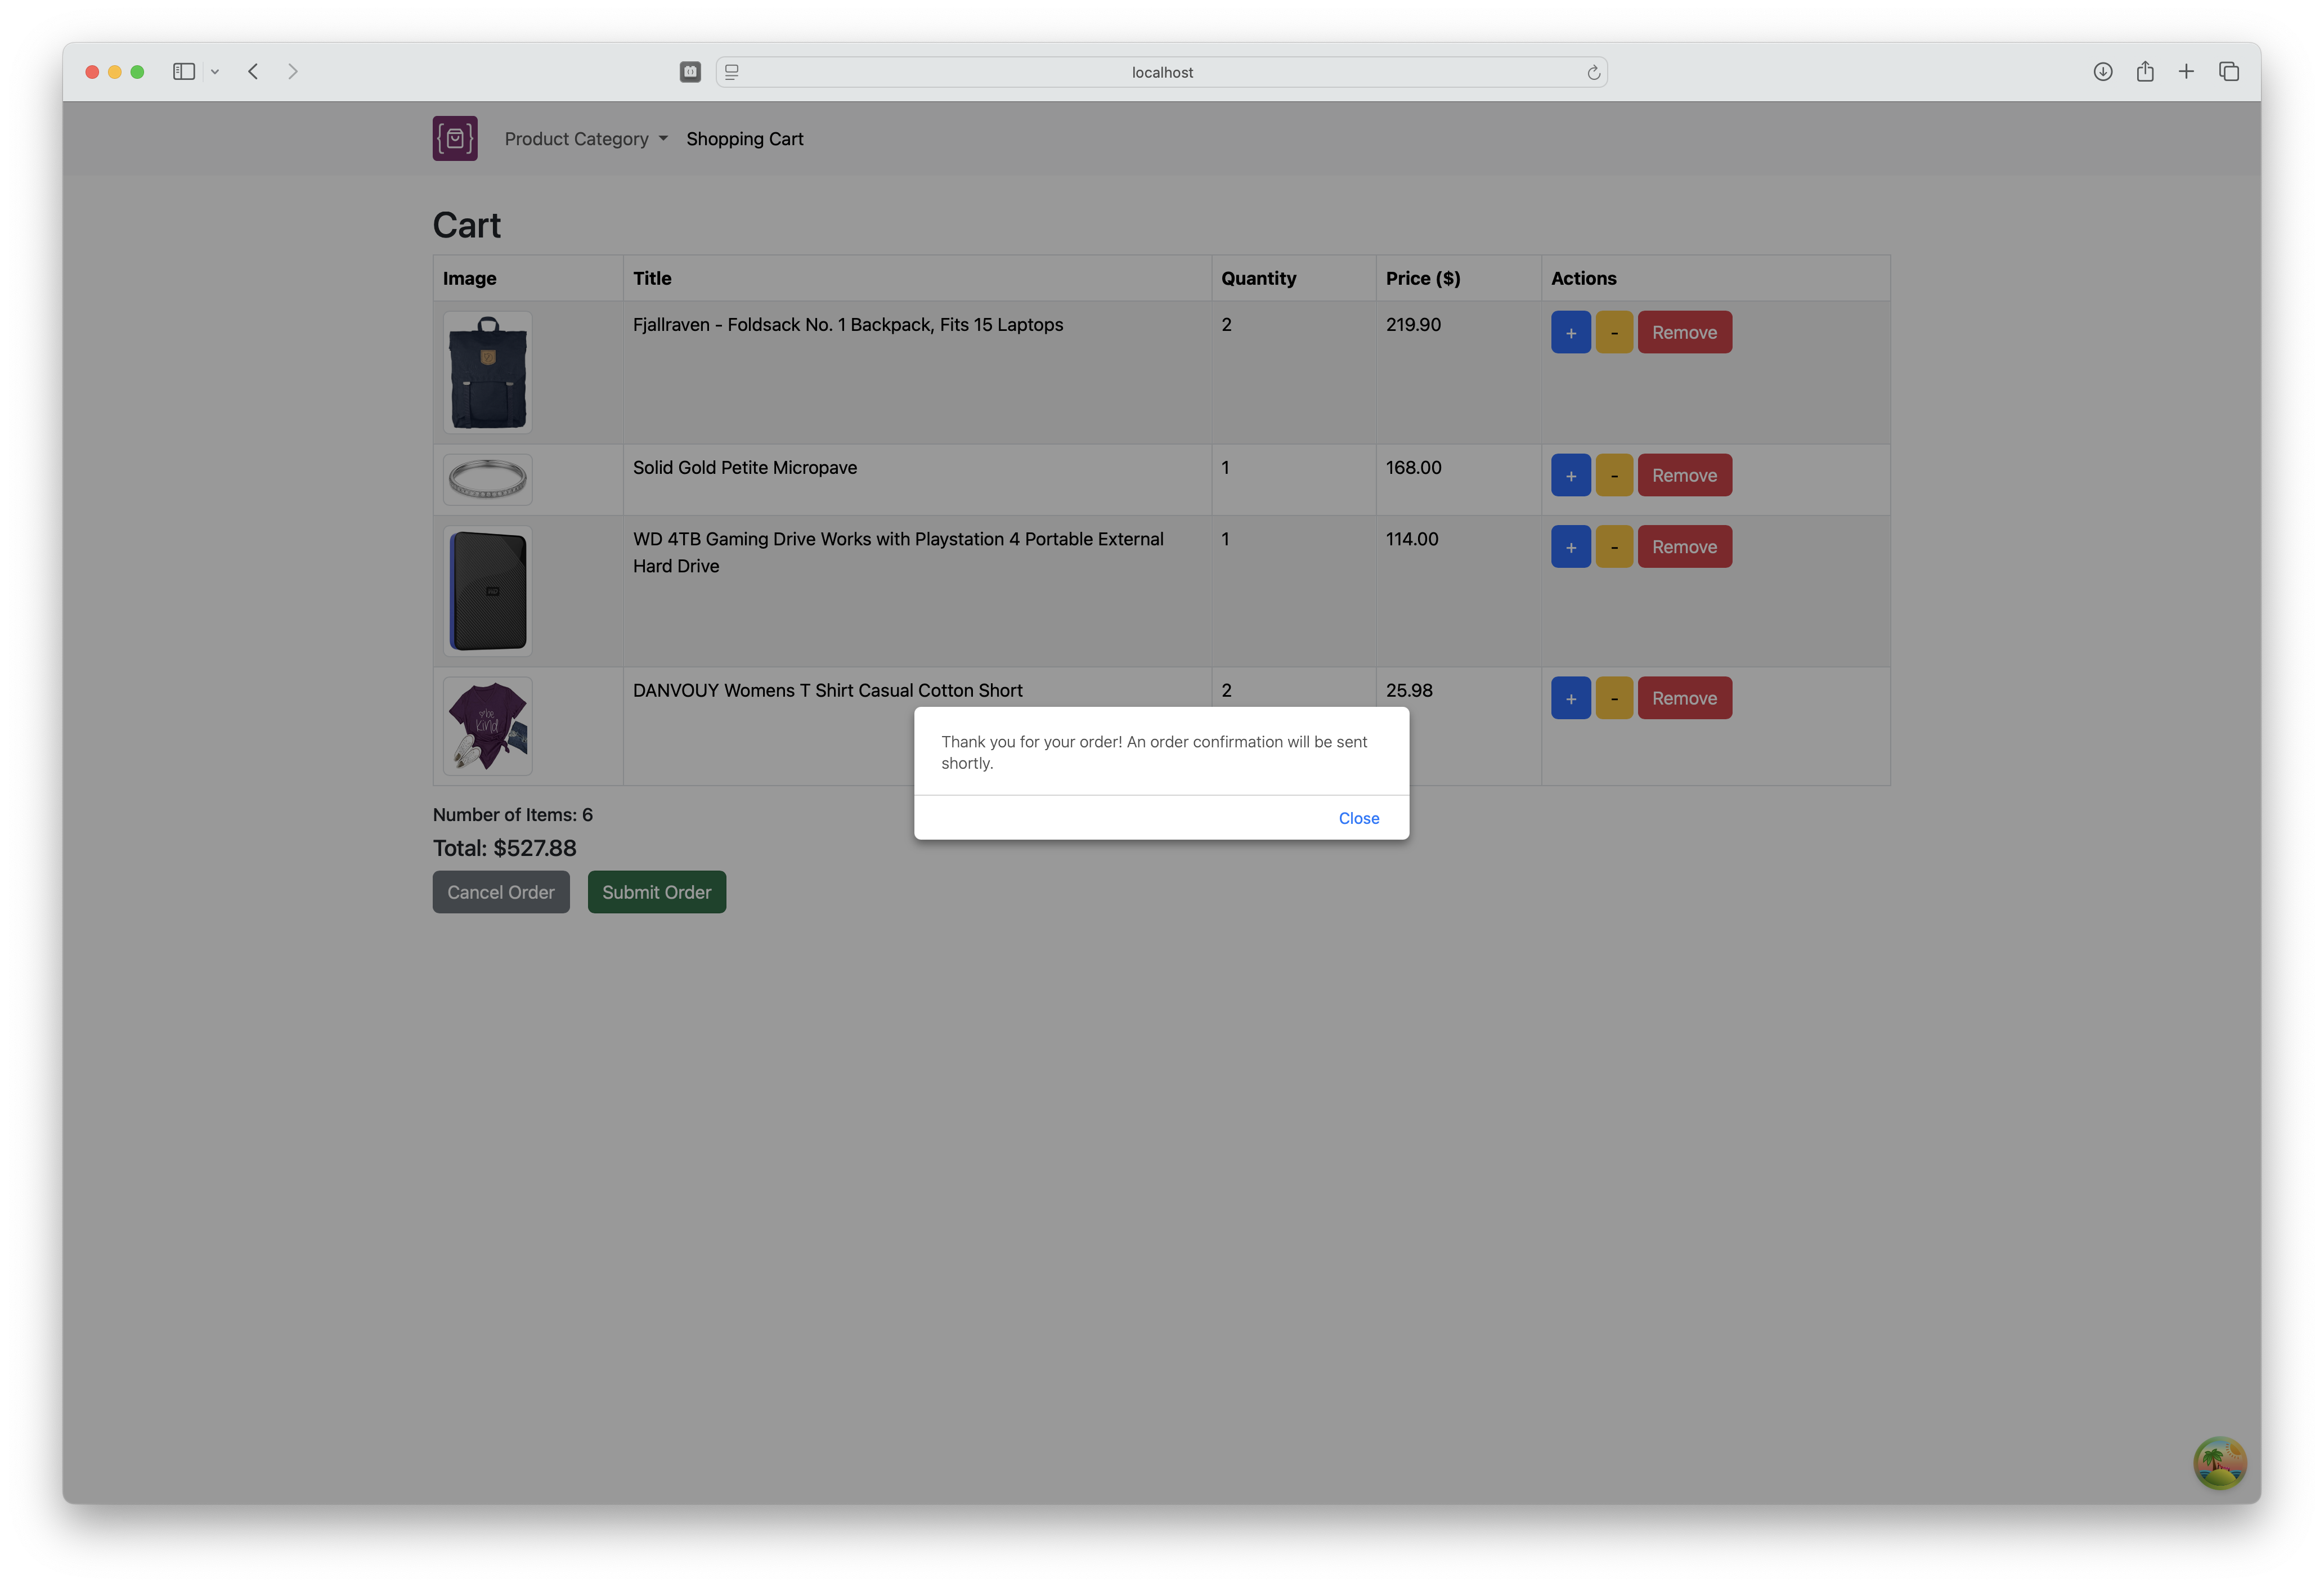 localhost
Product Category Shopping Cart
Cart
Image Title Quantity Price ($) Actions
Fjallraven - Foldsack No. 1 Backpack, Fits 15 Laptops 2 219.90 + - Remove
Solid Gold Petite Micropave 1 168.00 + - Remove
WD 4TB Gaming Drive Works with Playstation 4 Portable External 1 114.00 + - Remove
Hard Drive
WD
DANVOUY Womens T Shirt Casual Cotton Short 2 25.98 + - Remove
be
kind
Thank you for your order! An order confirmation will be sent
shortly.
Close
Number of Items: 6
Total: $527.88
Cancel Order Submit Order